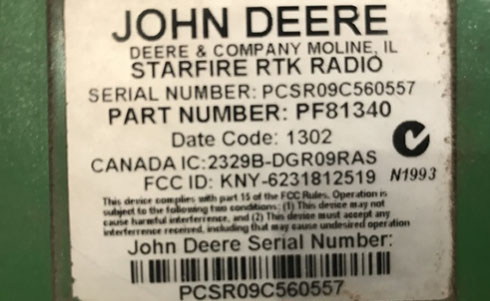 JOHN DEERE
DEERE & COMPANY MOLINE, IL
STARFIRE RTK RADIO
SERIAL NUMBER: PCSR09C560557
PART NUMBER: PF81340
Date Code: 1302
CANADA IC:2329B-DGR09RAS
FCC ID: KNY-6231812519 N1993
This device complies with part 15 of the FCC Rules. Operation is
subject to the following two conditions: (1) This device may not
cause harmful interference, and (2) This device must accept any
interference received, including that may cause undesired operation
John Deere Serial Number:
PCSR09C560557